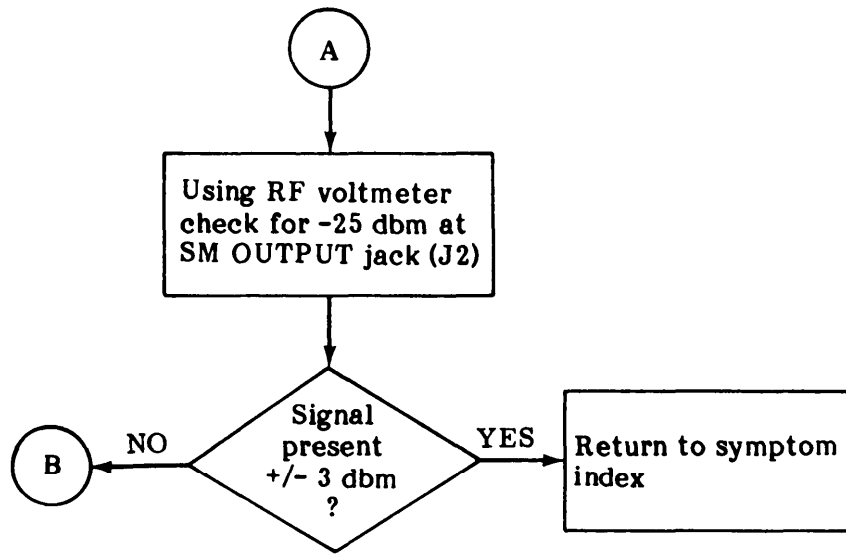 A
Using RF voltmeter
check for -25 dbm at
SM OUTPUT jack (J2)
Signal
present
+/- 3 dbm
?
NO
B
YES
Return to symptom
index